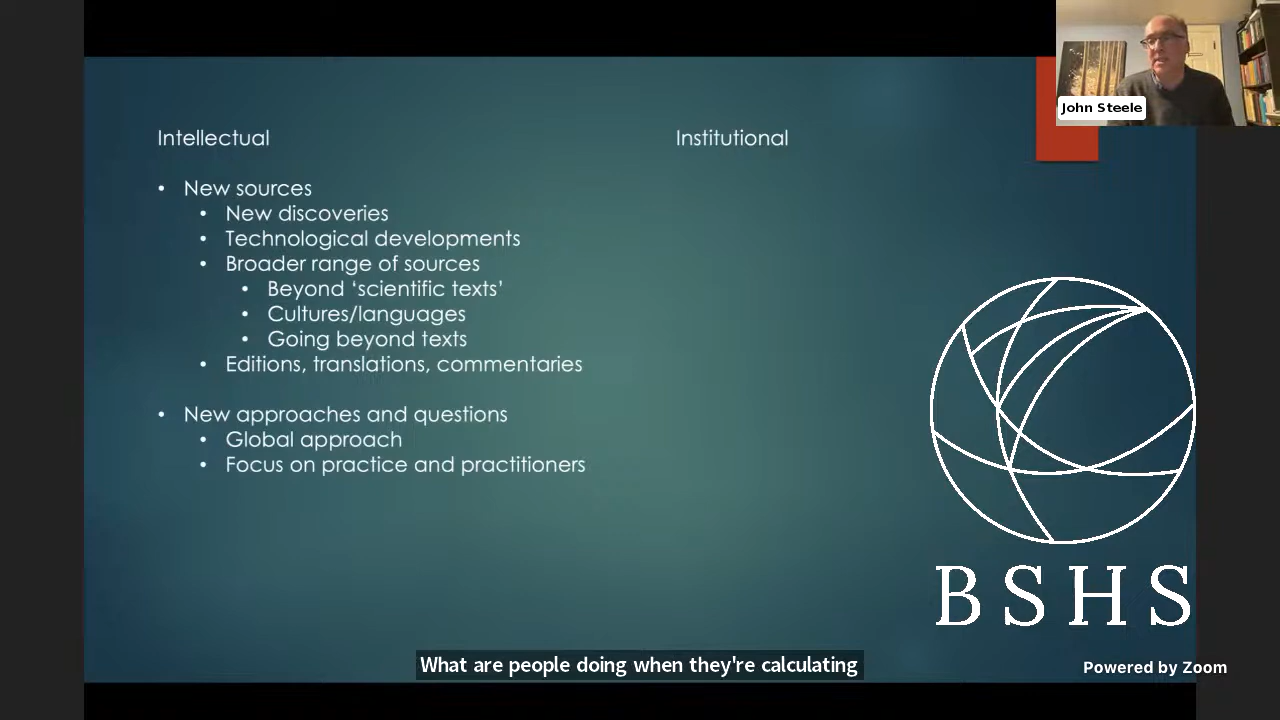 John Steele
Intellectual
Institutional
• New sources
• New discoveries
• Technological developments
• Broader range of sources
• Beyond ‘scientific texts’
• Cultures/languages
• Going beyond texts
• Editions, translations, commentaries
• New approaches and questions
• Global approach
• Focus on practice and practitioners
BSHS
What are people doing when they're calculating
Powered by Zoom